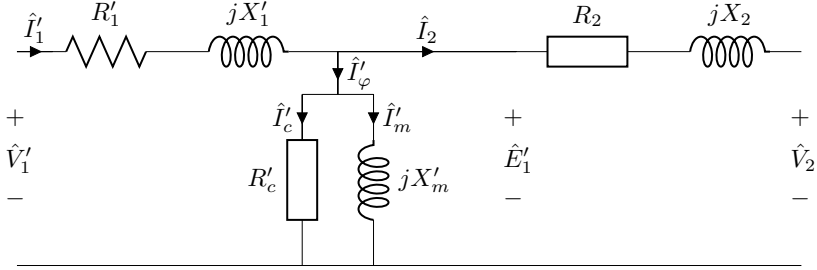 R̂'₁ jX'₁ Î₂ R₂ jX₂
Î'₁
Î'φ
Î'c Î'm
+ + +
V̂'₁ R'c jX'm Ê'₁ V̂₂
− − −